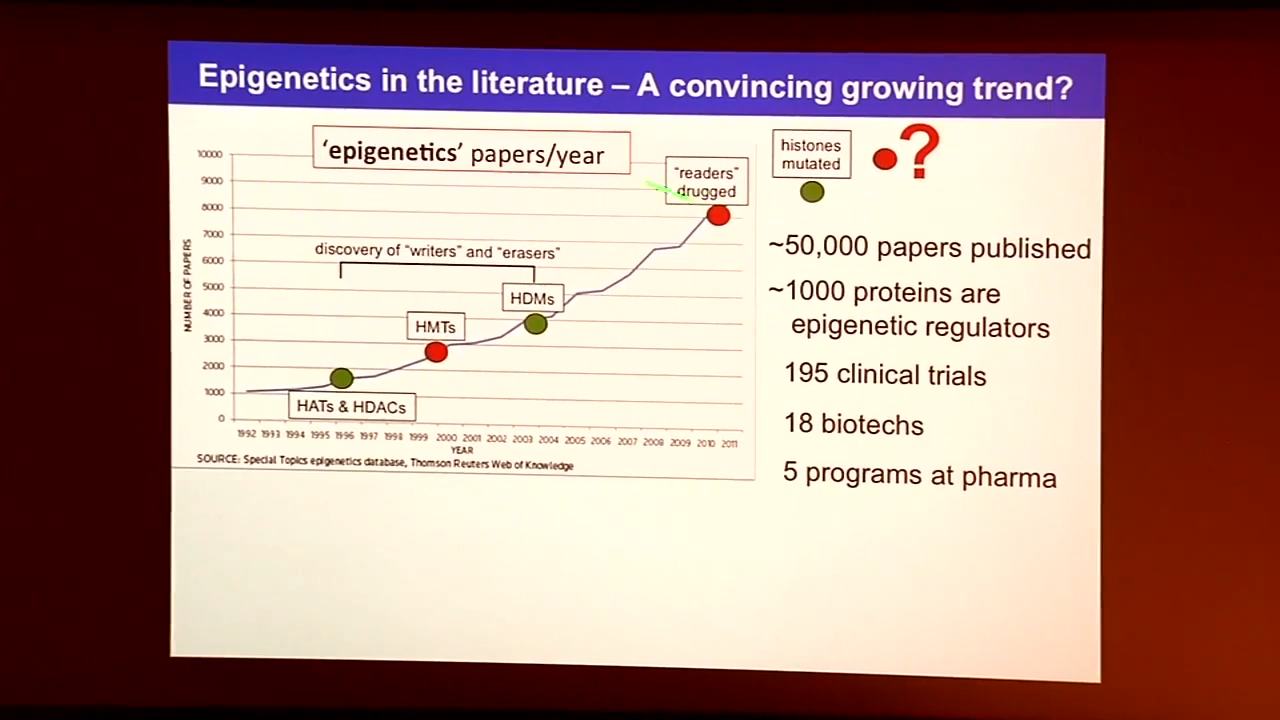 Epigenetics in the literature – A convincing growing trend?
'epigenetics' papers/year
"readers"
drugged
histones
mutated
?
discovery of "writers" and "erasers"
HDMs
HMTs
HATs & HDACs
NUMBER OF PAPERS
10000
9000
8000
7000
6000
5000
4000
3000
2000
1000
0
1992 1993 1994 1995 1996 1997 1998 1999 2000 2001 2002 2003 2004 2005 2006 2007 2008 2009 2010 2011
YEAR
SOURCE: Special Topics epigenetics database, Thomson Reuters Web of Knowledge
~50,000 papers published
~1000 proteins are
epigenetic regulators
195 clinical trials
18 biotechs
5 programs at pharma